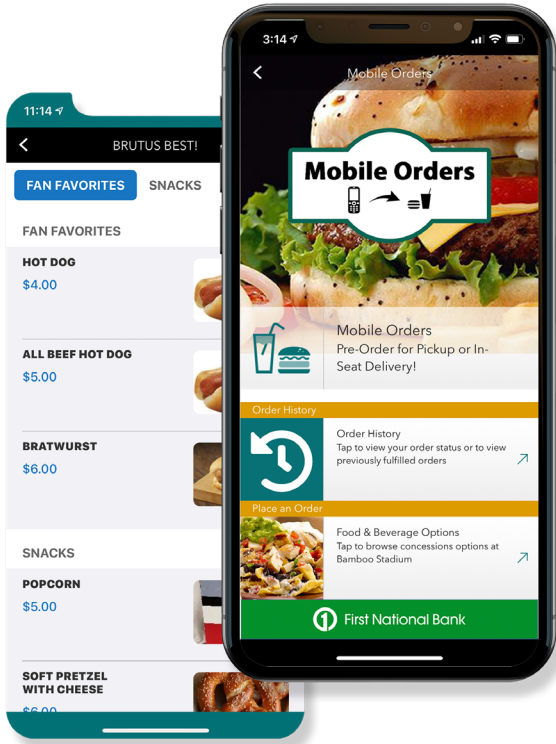 11:14
BRUTUS BEST!
FAN FAVORITES
SNACKS
FAN FAVORITES
HOT DOG
$4.00
ALL BEEF HOT DOG
$5.00
BRATWURST
$6.00
SNACKS
POPCORN
$5.00
SOFT PRETZEL
WITH CHEESE
$6.00
3:14
Mobile Orders
Mobile Orders
Mobile Orders
Pre-Order for Pickup or In-
Seat Delivery!
Order History
Order History
Tap to view your order status or to view
previously fulfilled orders
Place an Order
Food & Beverage Options
Tap to browse concessions options at
Bamboo Stadium
1 First National Bank